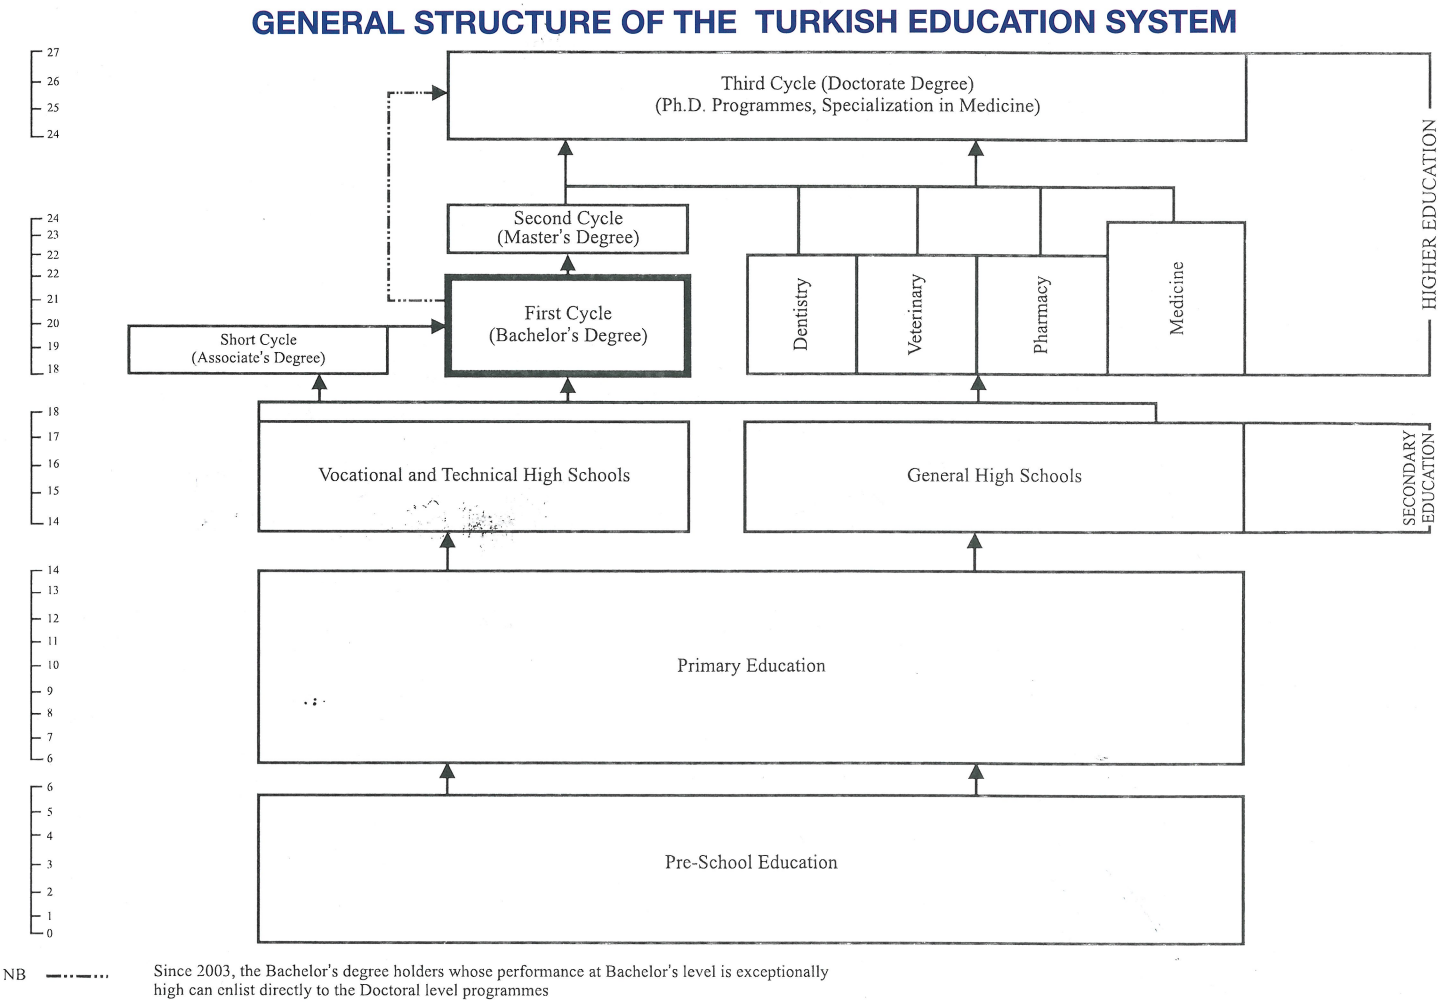 GENERAL STRUCTURE OF THE TURKISH EDUCATION SYSTEM
27
26
25
24
Third Cycle (Doctorate Degree)
(Ph.D. Programmes, Specialization in Medicine)
HIGHER EDUCATION
24
23
22
22
21
20
19
18
Second Cycle
(Master's Degree)
First Cycle
(Bachelor's Degree)
Short Cycle
(Associate's Degree)
Dentistry
Veterinary
Pharmacy
Medicine
18
17
16
15
14
Vocational and Technical High Schools
General High Schools
SECONDARY
EDUCATION
14
13
12
11
10
9
8
7
6
Primary Education
6
5
4
3
2
1
0
Pre-School Education
NB
Since 2003, the Bachelor's degree holders whose performance at Bachelor's level is exceptionally
high can enlist directly to the Doctoral level programmes